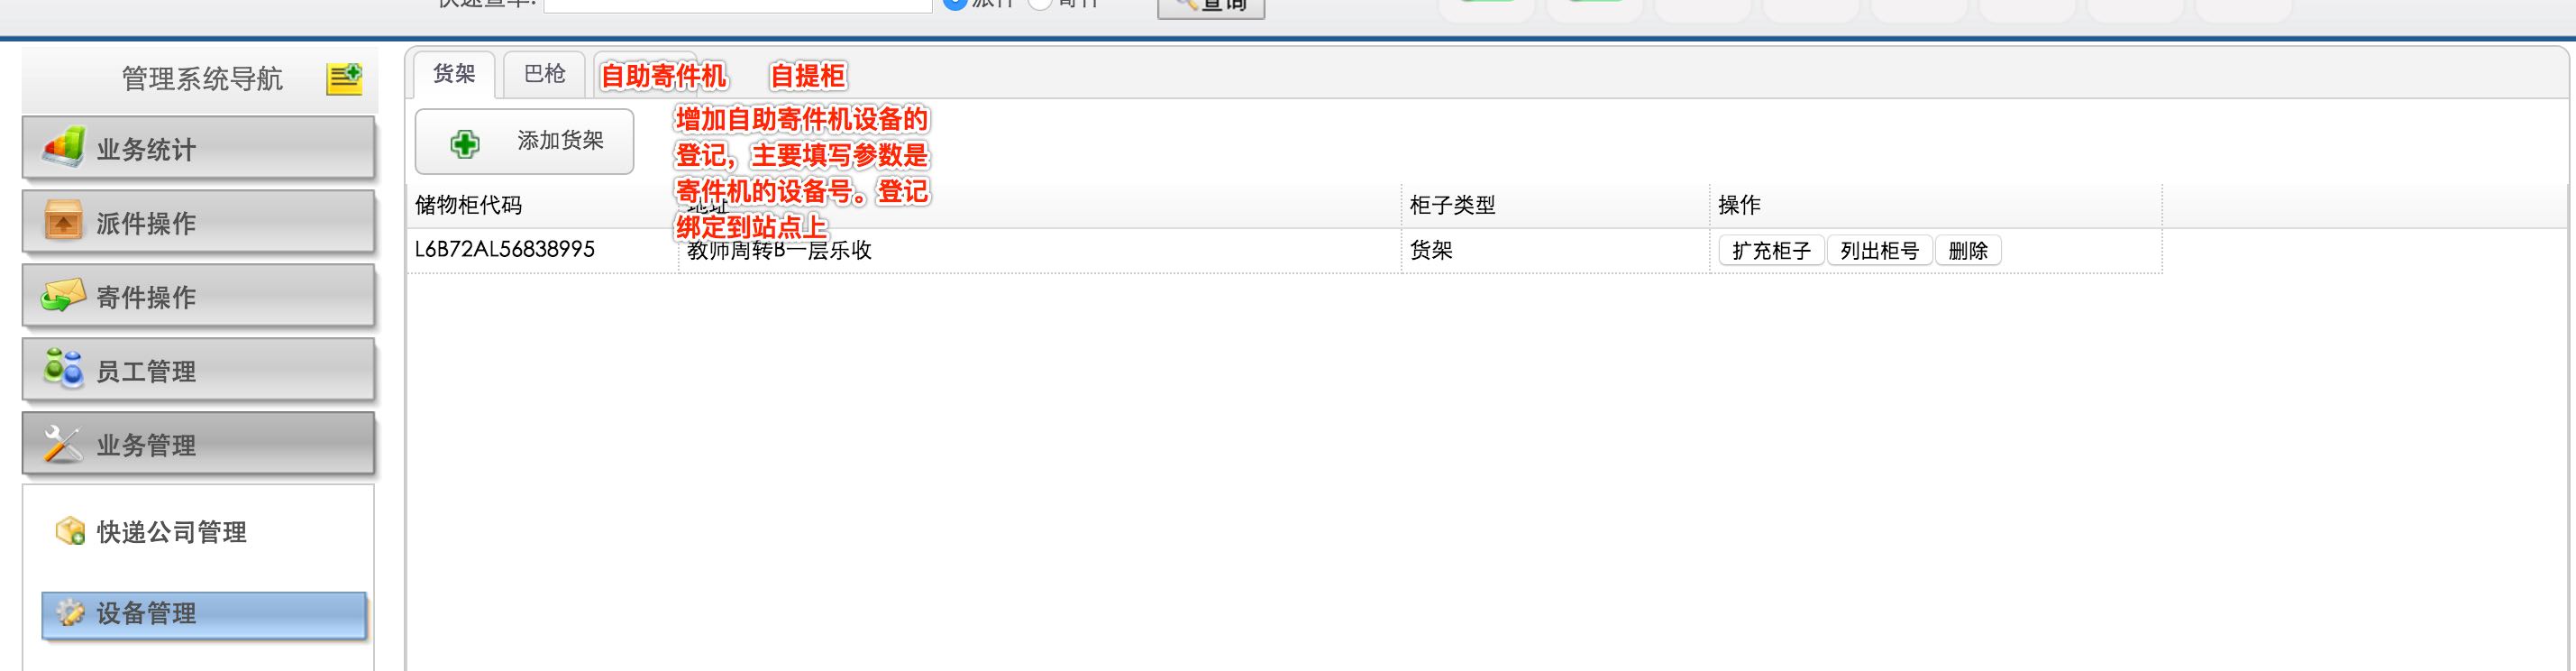 快速查单:
派件
寄件
查询
管理系统导航
货架
巴枪
自助寄件机
自提柜
业务统计
添加货架
增加自助寄件机设备的
登记，主要填写参数是
寄件机的设备号。登记
绑定到站点上
派件操作
储物柜代码
地址
柜子类型
操作
L6B72AL56838995
教师周转B一层乐收
货架
扩充柜子
列出柜号
删除
寄件操作
员工管理
业务管理
快递公司管理
设备管理